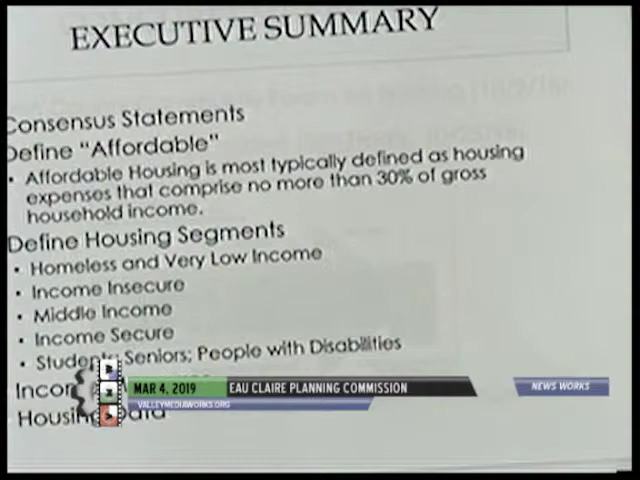 EXECUTIVE SUMMARY
Consensus Statements
Define “Affordable”
• Affordable Housing is most typically defined as housing
expenses that comprise no more than 30% of gross
household income.
Define Housing Segments
• Homeless and Very Low Income
• Income Insecure
• Middle Income
• Income Secure
• Students; Seniors; People with Disabilities
MAR 4, 2019 EAU CLAIRE PLANNING COMMISSION NEWS WORKS
VALLEYMEDIAWORKS.ORG
Housing Data